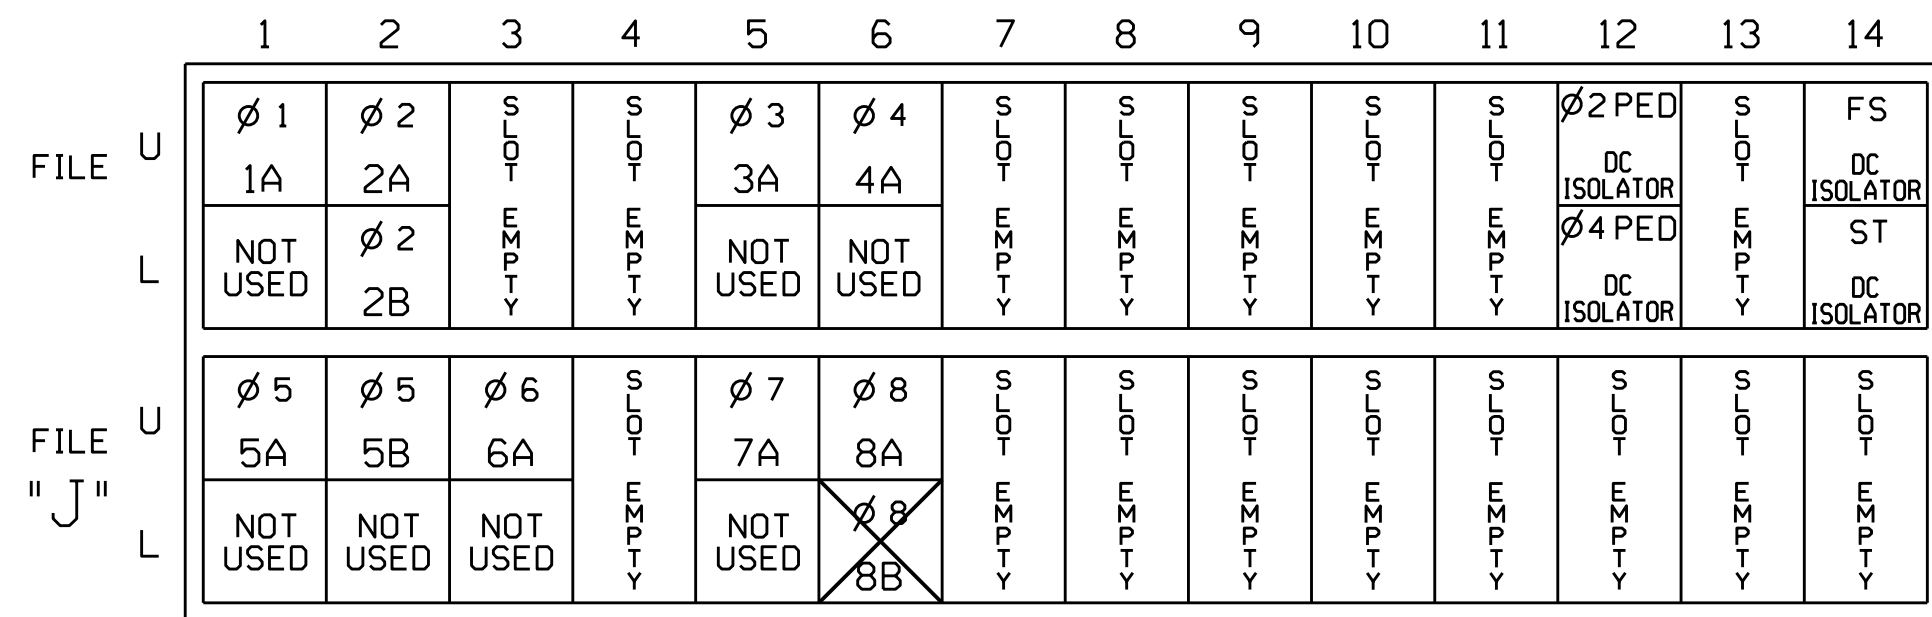 1 2 3 4 5 6 7 8 9 10 11 12 13 14
FILE
U
L
Ø 1
1A
NOT
USED
Ø 2
2A
Ø 2
2B
SLOT EMPTY
SLOT EMPTY
Ø 3
3A
NOT
USED
Ø 4
4A
NOT
USED
SLOT EMPTY
SLOT EMPTY
SLOT EMPTY
SLOT EMPTY
SLOT EMPTY
Ø2 PED
DC
ISOLATOR
Ø4 PED
DC
ISOLATOR
SLOT EMPTY
FS
DC
ISOLATOR
ST
DC
ISOLATOR
FILE
"J"
U
L
Ø 5
5A
NOT
USED
Ø 5
5B
NOT
USED
Ø 6
6A
NOT
USED
SLOT EMPTY
Ø 7
7A
NOT
USED
Ø 8
8A
Ø 8
8B
SLOT EMPTY
SLOT EMPTY
SLOT EMPTY
SLOT EMPTY
SLOT EMPTY
SLOT EMPTY
SLOT EMPTY
SLOT EMPTY